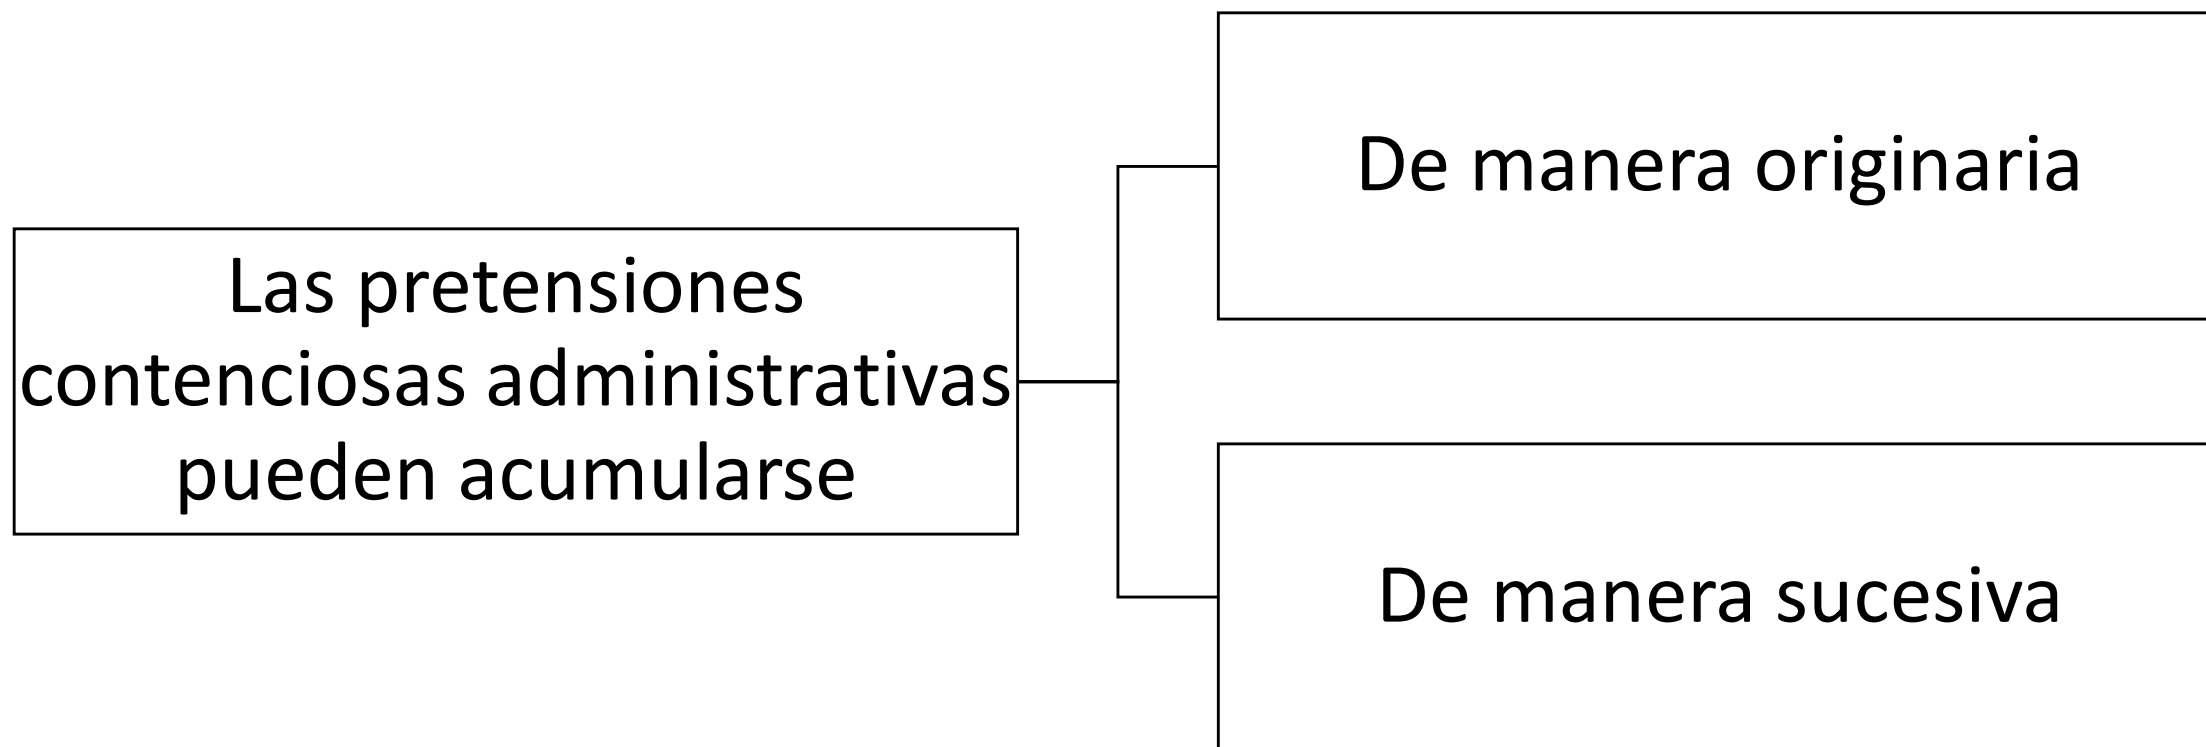 Las pretensiones
contenciosas administrativas
pueden acumularse
De manera originaria
De manera sucesiva